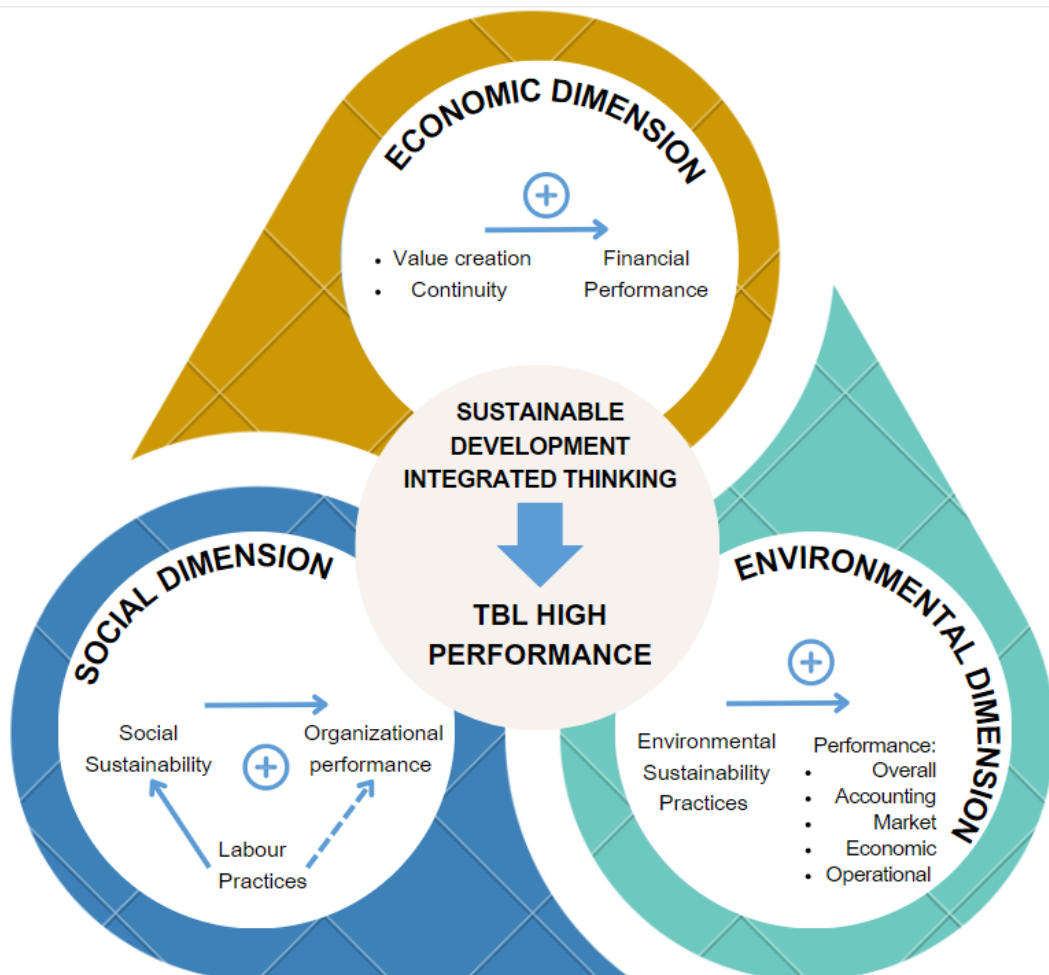 ECONOMIC DIMENSION
• Value creation
• Continuity
Financial
Performance
SUSTAINABLE
DEVELOPMENT
INTEGRATED THINKING
TBL HIGH
PERFORMANCE
SOCIAL DIMENSION
Social
Sustainability
Organizational
performance
Labour
Practices
ENVIRONMENTAL DIMENSION
Environmental
Sustainability
Practices
Performance:
• Overall
• Accounting
• Market
• Economic
• Operational